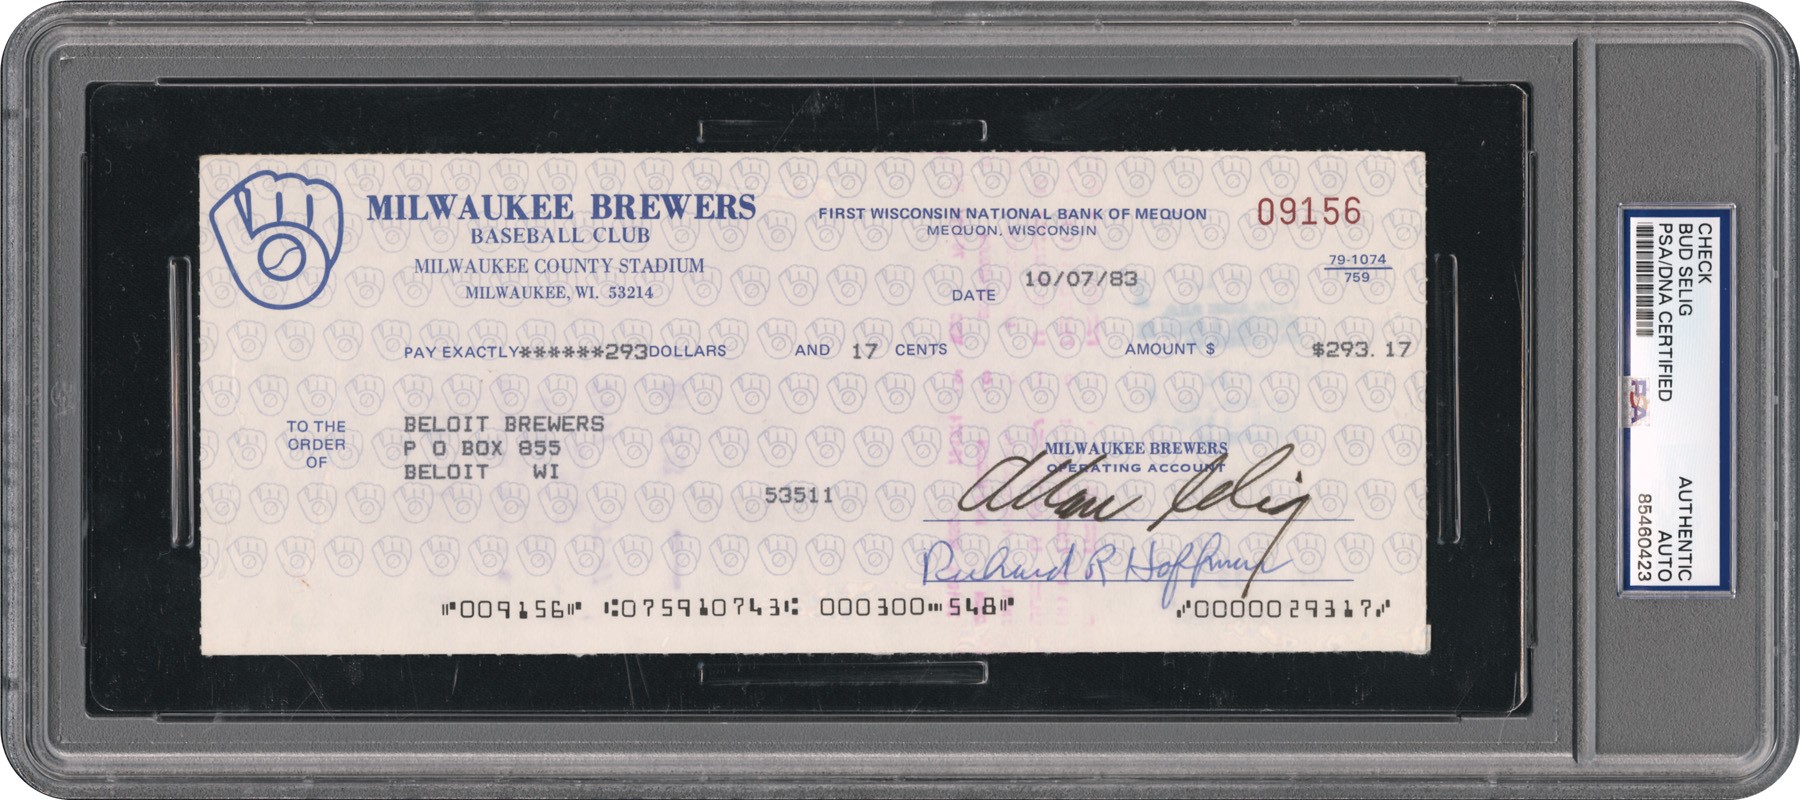 MILWAUKEE BREWERS
BASEBALL CLUB
MILWAUKEE COUNTY STADIUM
MILWAUKEE, WI. 53214
FIRST WISCONSIN NATIONAL BANK OF MEQUON
MEQUON, WISCONSIN
09156
79-1074
759
DATE 10/07/83
PAY EXACTLY******293DOLLARS AND 17 CENTS AMOUNT $ $293.17
TO THE
ORDER
OF
BELOIT BREWERS
P O BOX 855
BELOIT WI
53511
MILWAUKEE BREWERS
OPERATING ACCOUNT
Allan Selig
Richard R Hoffman
⑈009156⑈ ⑆075910743⑆ 000300⑉548⑈ ⑇0000029317⑇
CHECK
BUD SELIG
PSA/DNA CERTIFIED
PSA
AUTHENTIC
AUTO
85460423